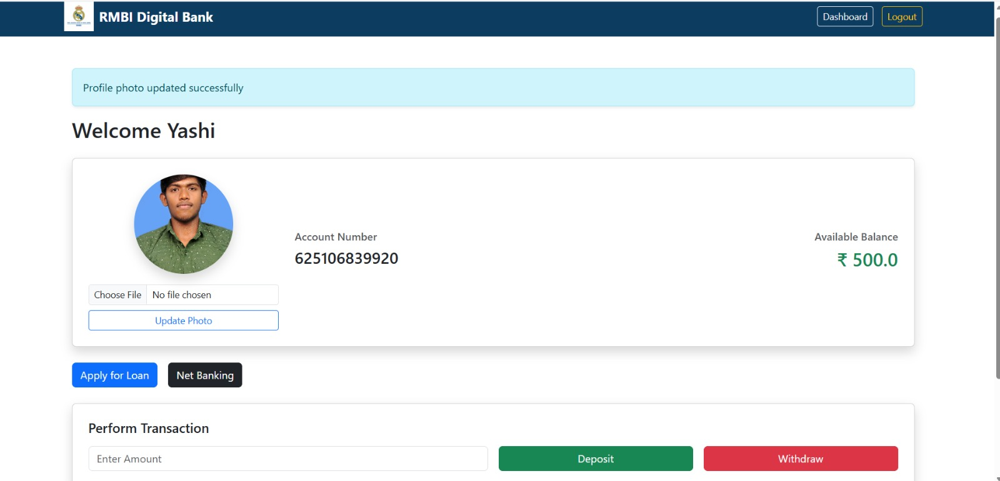 RMBI Digital Bank
Dashboard
Logout
Profile photo updated successfully
Welcome Yashi
Account Number
625106839920
Available Balance
₹ 500.0
Choose File No file chosen
Update Photo
Apply for Loan
Net Banking
Perform Transaction
Enter Amount
Deposit
Withdraw